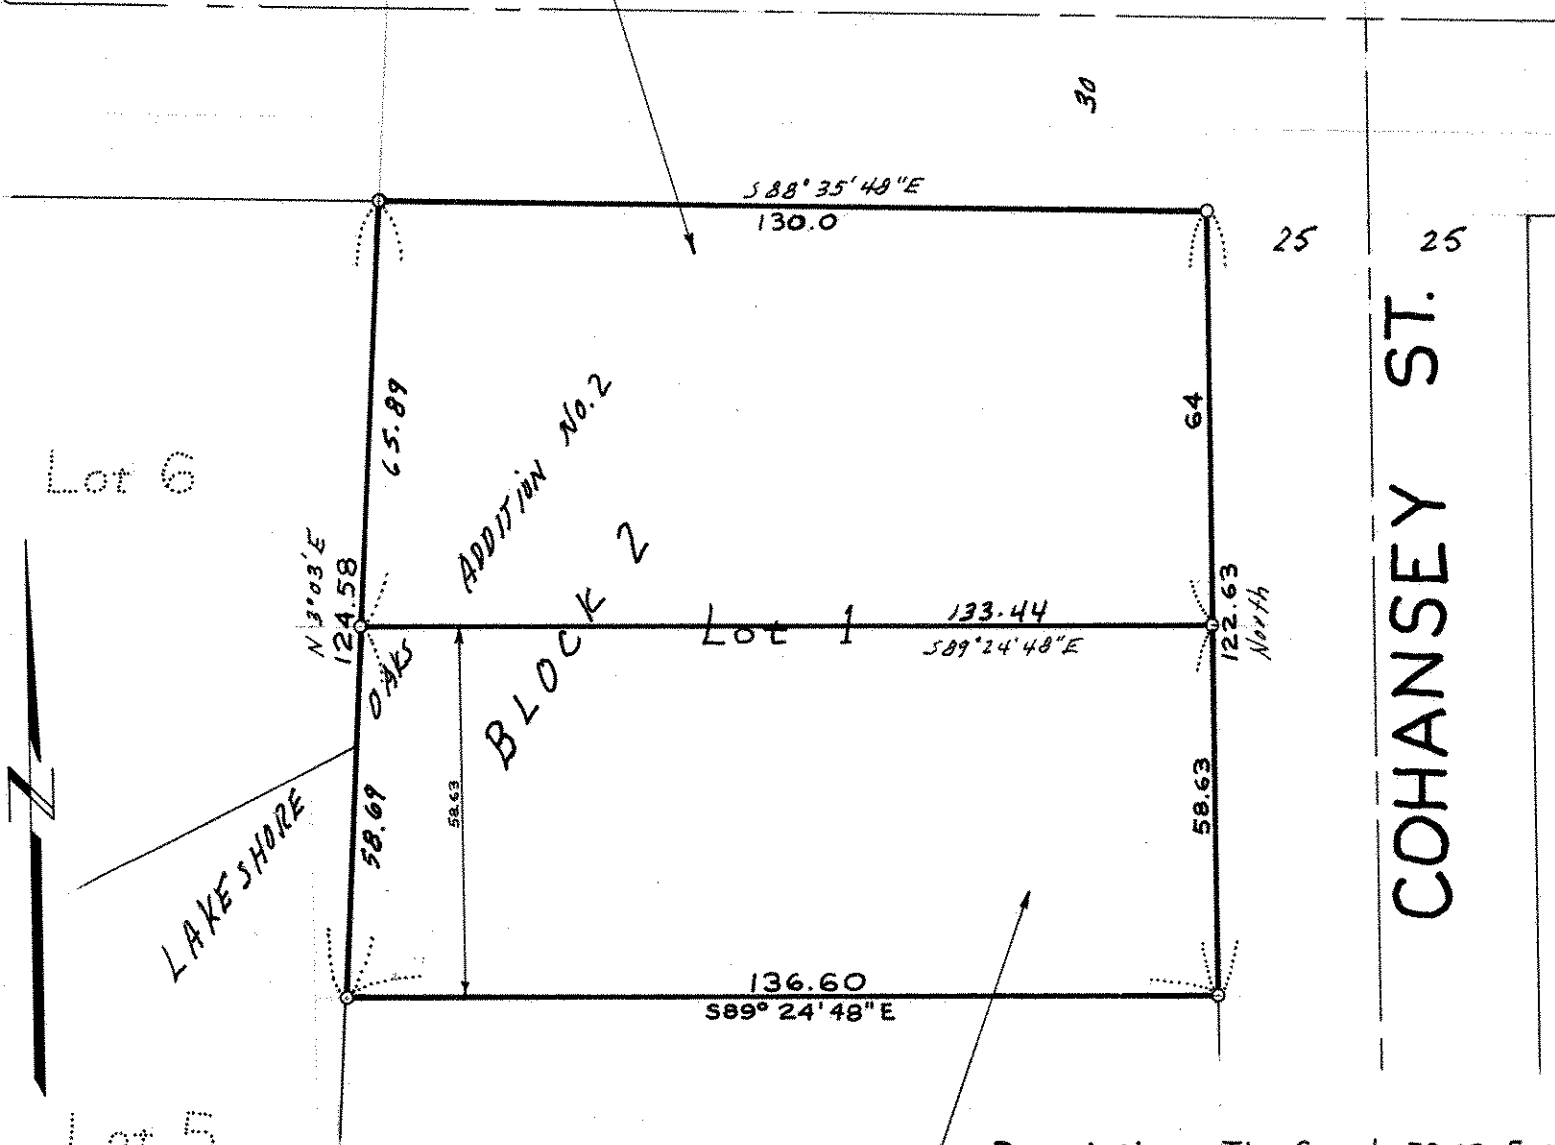 30
S 88° 35' 48" E
130.0
25
25
COHANSEY ST.
65.89
64
ADDITION No. 2
Lot 6
N 3° 03' E
124.58
BLOCK 2
Lot 1
133.44
S 89° 24' 48" E
122.63
North
OAKS
N
LAKESHORE
58.69
58.63
58.63
136.60
S89° 24' 48" E
Lot 5